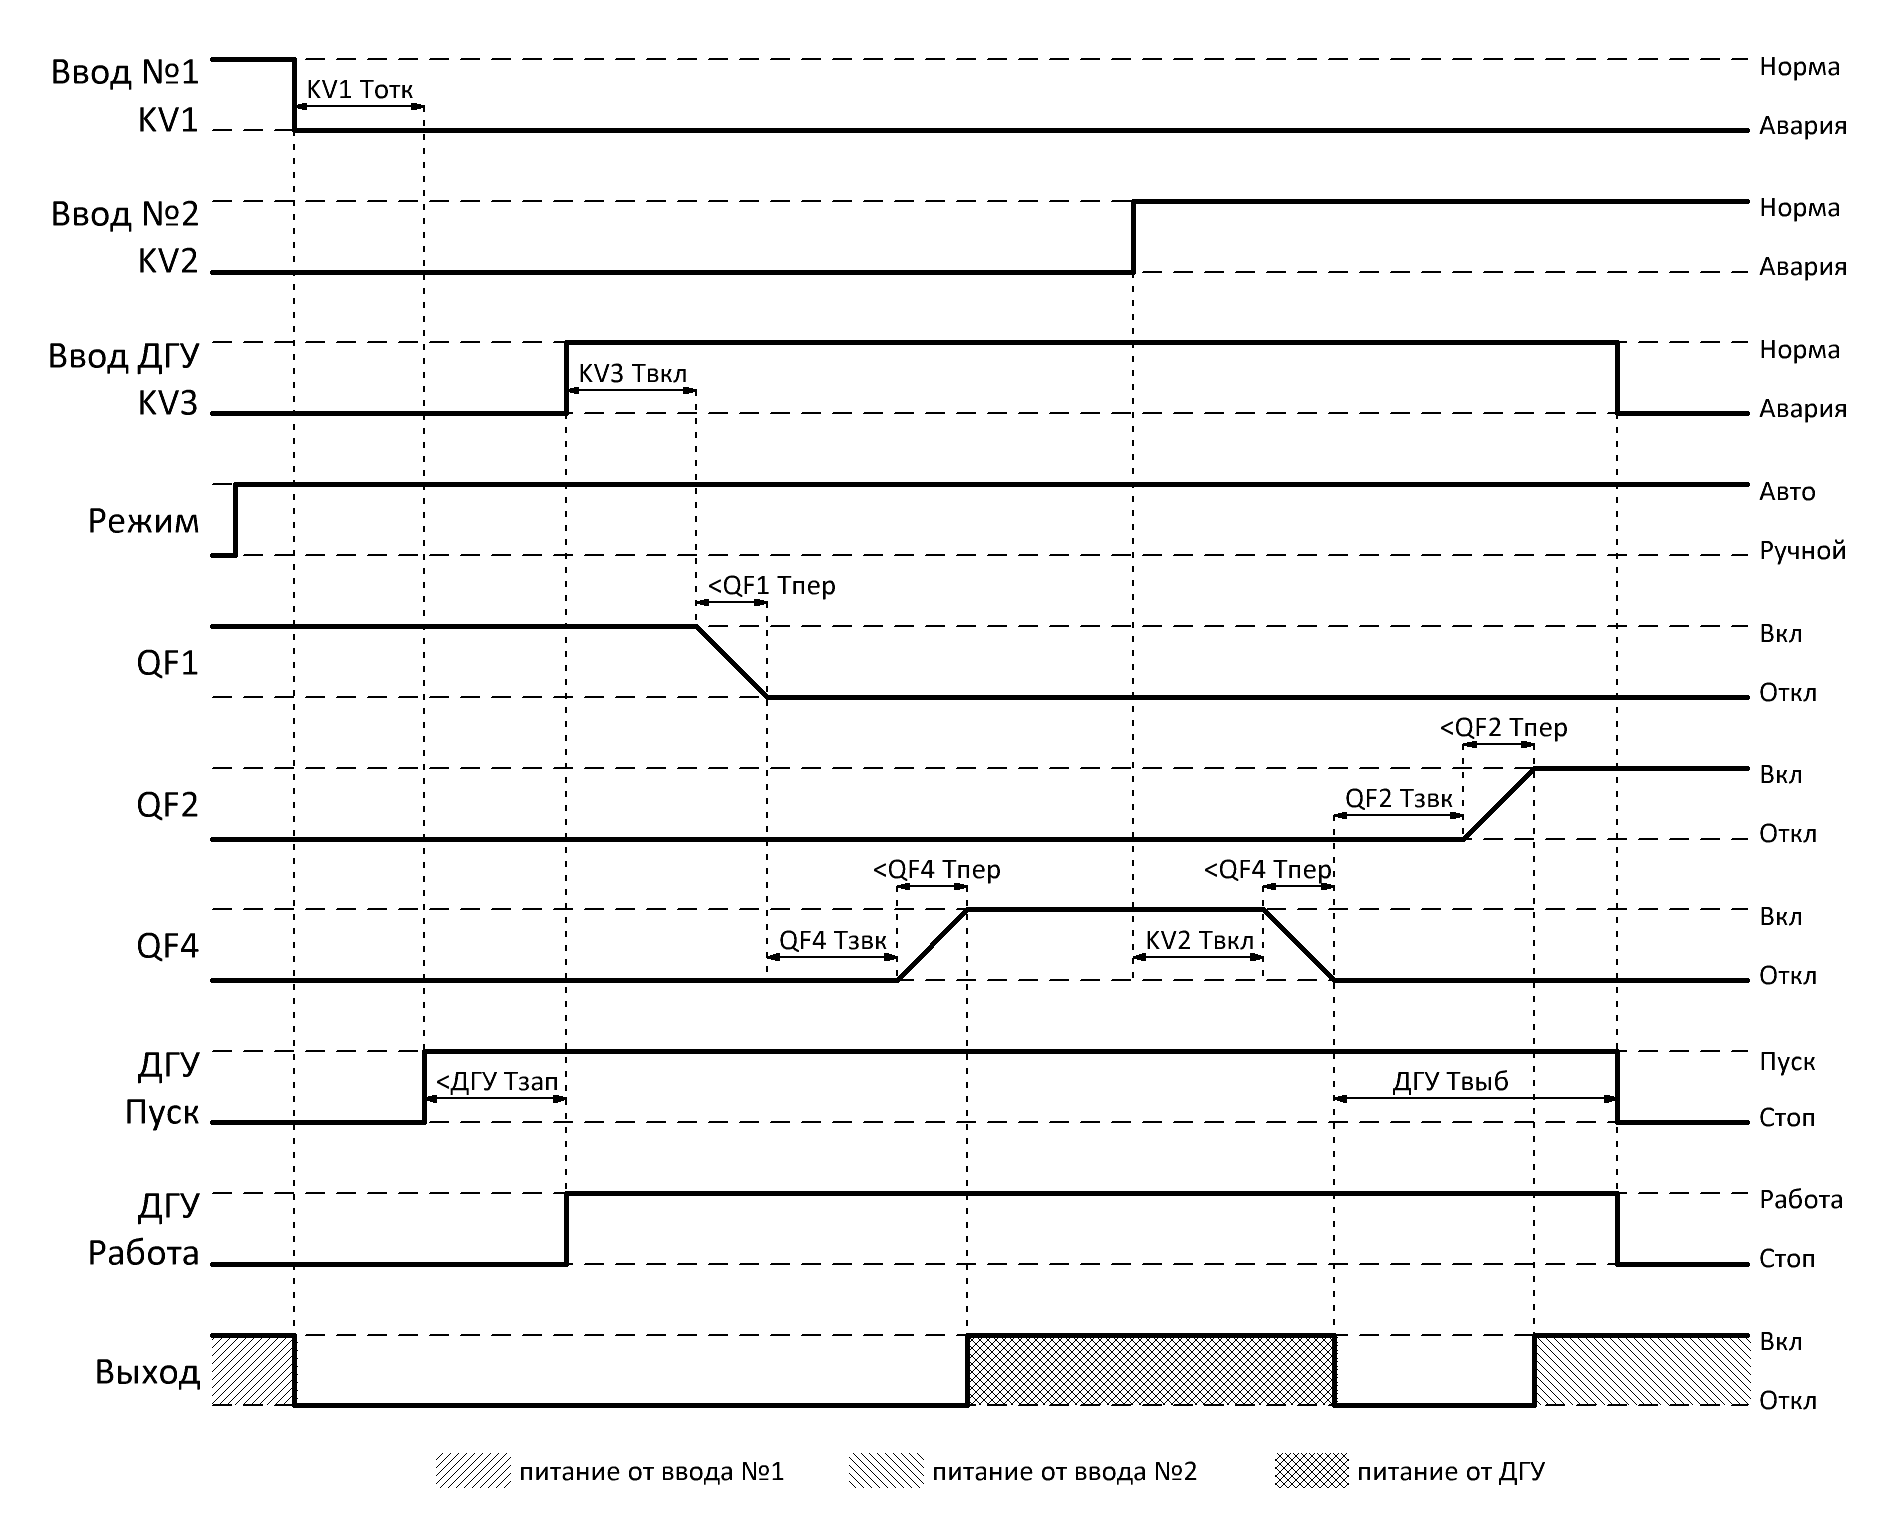 Ввод №1
KV1
KV1 Тотк
Норма
Авария
Ввод №2
KV2
Норма
Авария
Ввод ДГУ
KV3
KV3 Твкл
Норма
Авария
Режим
Авто
Ручной
<QF1 Тпер
QF1
Вкл
Откл
<QF2 Тпер
QF2
QF2 Тзвк
Вкл
Откл
<QF4 Тпер
<QF4 Тпер
QF4
QF4 Тзвк
KV2 Твкл
Вкл
Откл
ДГУ
Пуск
<ДГУ Тзап
ДГУ Твыб
Пуск
Стоп
ДГУ
Работа
Работа
Стоп
Выход
Вкл
Откл
питание от ввода №1
питание от ввода №2
питание от ДГУ